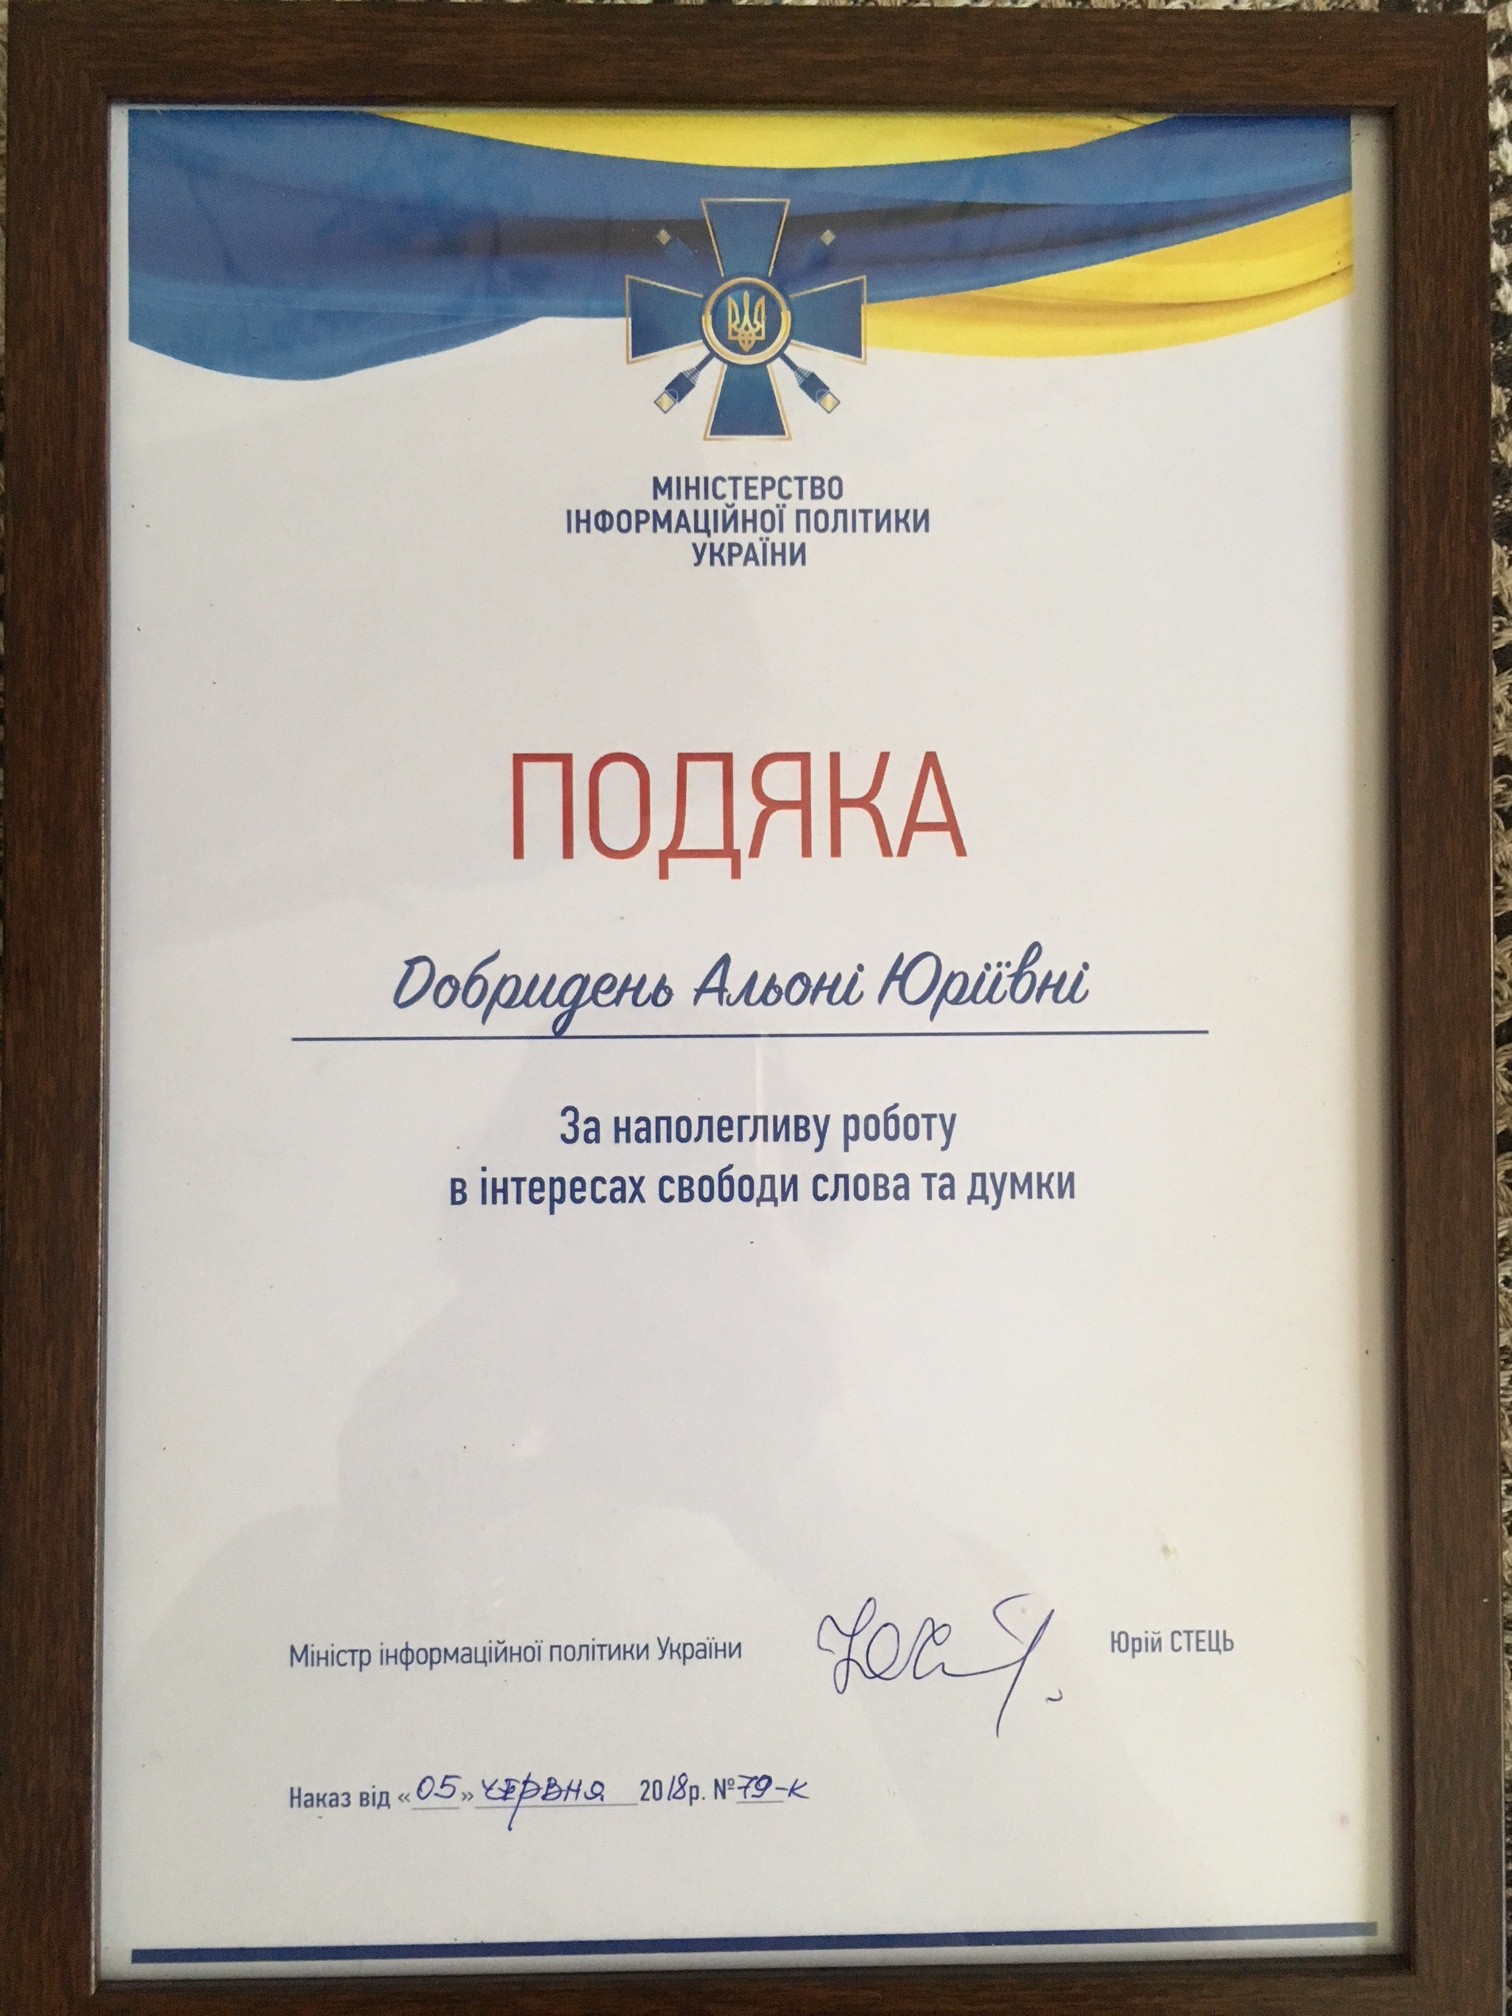 МІНІСТЕРСТВО
ІНФОРМАЦІЙНОЇ ПОЛІТИКИ
УКРАЇНИ
ПОДЯКА
Добридень Альоні Юріївні
За наполегливу роботу
в інтересах свободи слова та думки
Міністр інформаційної політики України Юрій СТЕЦЬ
Наказ від «05» червня 2018р. №79-к